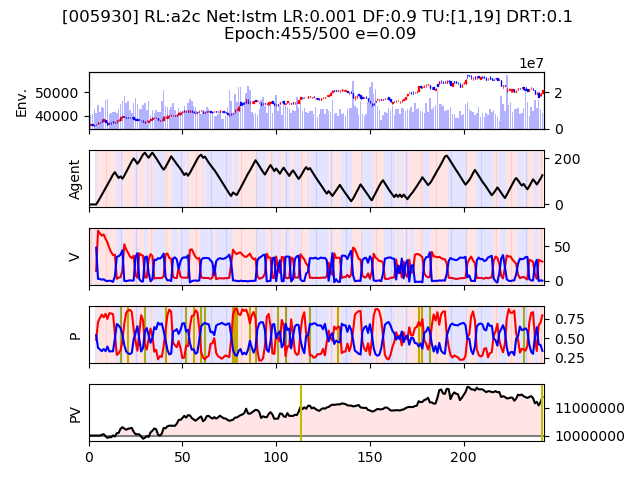 [005930] RL:a2c Net:lstm LR:0.001 DF:0.9 TU:[1,19] DRT:0.1
Epoch:455/500 e=0.09
1e7
Env.
50000
40000
2
0
Agent
200
0
V
50
0
P
0.75
0.50
0.25
PV
11000000
10000000
0 50 100 150 200